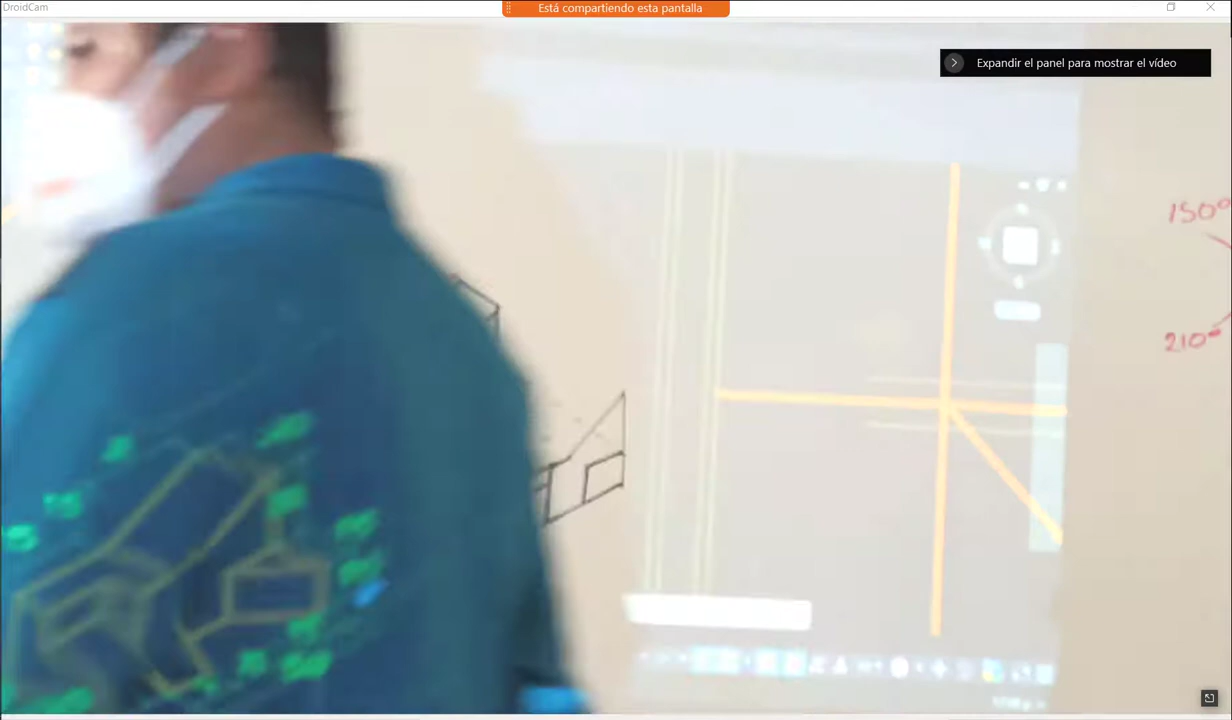 DroidCam
Está compartiendo esta pantalla
Expandir el panel para mostrar el vídeo
150°
210°